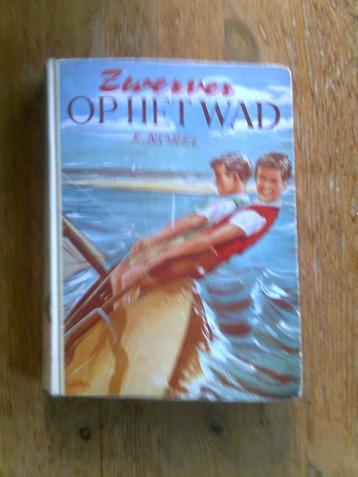 Zwerver
OP HET WAD
K. NOREL